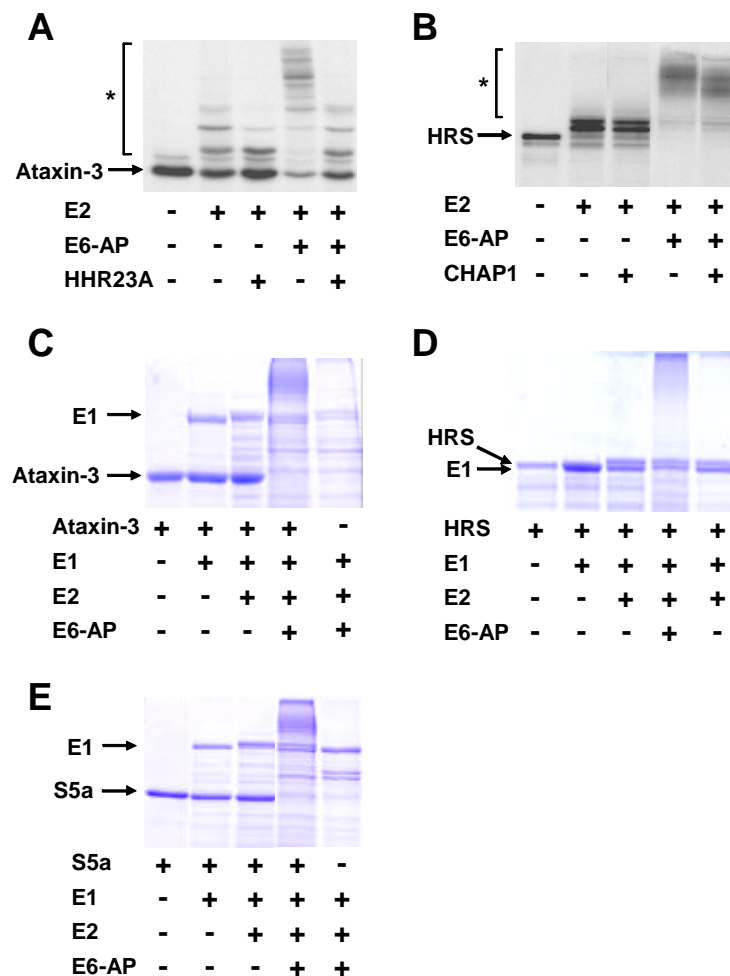 A
*
Ataxin-3
E2 - + + + +
E6-AP - - - + +
HHR23A - - + - +
B
*
HRS
E2 - + + + +
E6-AP - - - + +
CHAP1 - - + - +
C
E1
Ataxin-3
Ataxin-3 + + + + -
E1 - + + + +
E2 - - + + +
E6-AP - - - + +
D
HRS
E1
HRS + + + + +
E1 - + + + +
E2 - - + + +
E6-AP - - - + -
E
E1
S5a
S5a + + + + -
E1 - + + + +
E2 - - + + +
E6-AP - - - + +